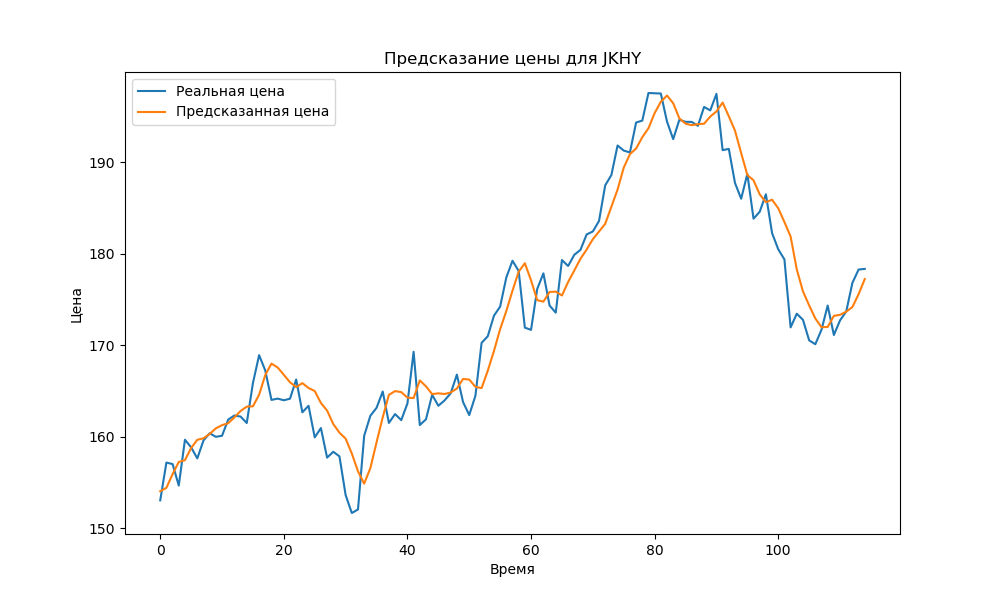 Предсказание цены для JKHY
Реальная цена
Предсказанная цена
190
180
170
160
150
Цена
0 20 40 60 80 100
Время